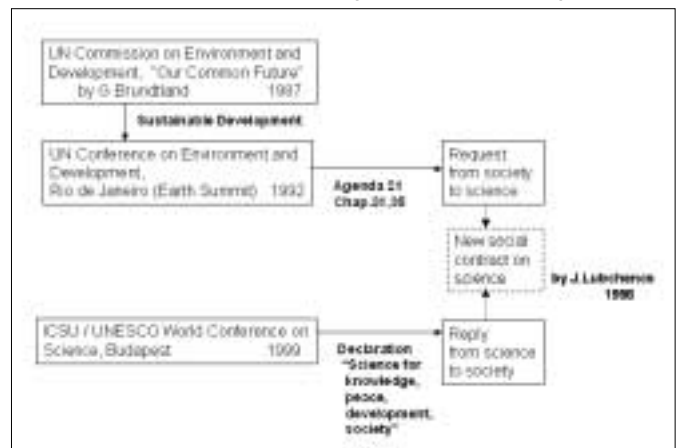 UN Commission on Environment and
Development, "Our Common Future"
by G Brundtland 1987
Sustainable Development
UN Conference on Environment and
Development,
Rio de Janeiro (Earth Summit) 1992
Agenda 21
Chap.31,35
Request
from society
to science
New social
contract on
science
by J.Lubchenco
1998
ICSU / UNESCO World Conference on
Science, Budapest 1999
Declaration
"Science for
knowledge,
peace,
development,
society"
Reply
from science
to society